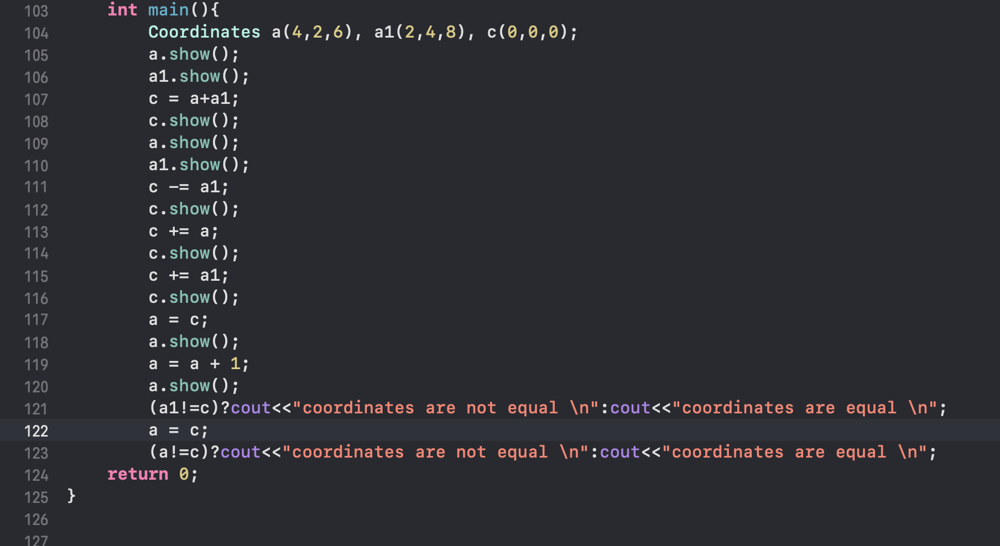 103 int main(){
104 Coordinates a(4,2,6), a1(2,4,8), c(0,0,0);
105 a.show();
106 a1.show();
107 c = a+a1;
108 c.show();
109 a.show();
110 a1.show();
111 c -= a1;
112 c.show();
113 c += a;
114 c.show();
115 c += a1;
116 c.show();
117 a = c;
118 a.show();
119 a = a + 1;
120 a.show();
121 (a1!=c)?cout<<"coordinates are not equal \n":cout<<"coordinates are equal \n";
122 a = c;
123 (a!=c)?cout<<"coordinates are not equal \n":cout<<"coordinates are equal \n";
124 return 0;
125 }
126
127